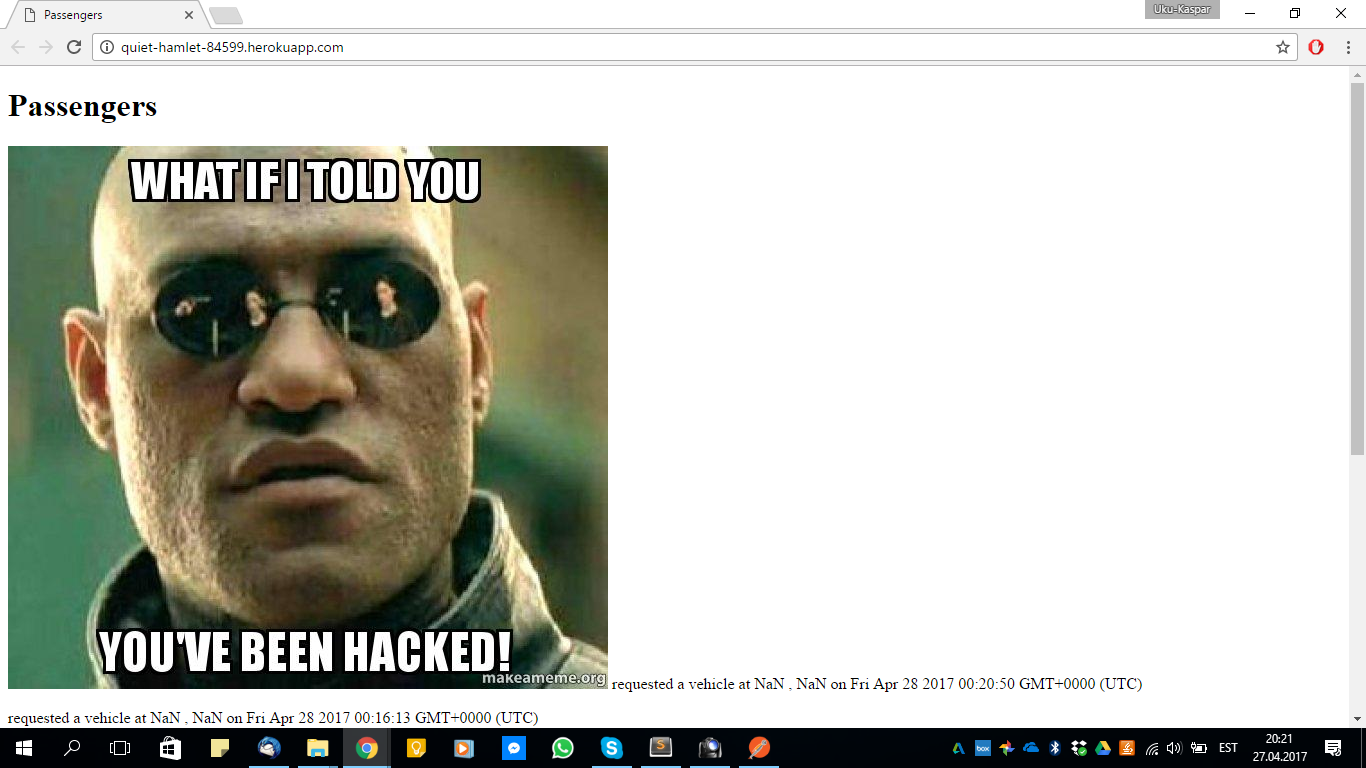 Passengers
Uku-Kaspar
quiet-hamlet-84599.herokuapp.com
Passengers
WHAT IF I TOLD YOU
YOU'VE BEEN HACKED!
makeameme.org
requested a vehicle at NaN , NaN on Fri Apr 28 2017 00:20:50 GMT+0000 (UTC)
requested a vehicle at NaN , NaN on Fri Apr 28 2017 00:16:13 GMT+0000 (UTC)
box
S
EST
20:21
27.04.2017